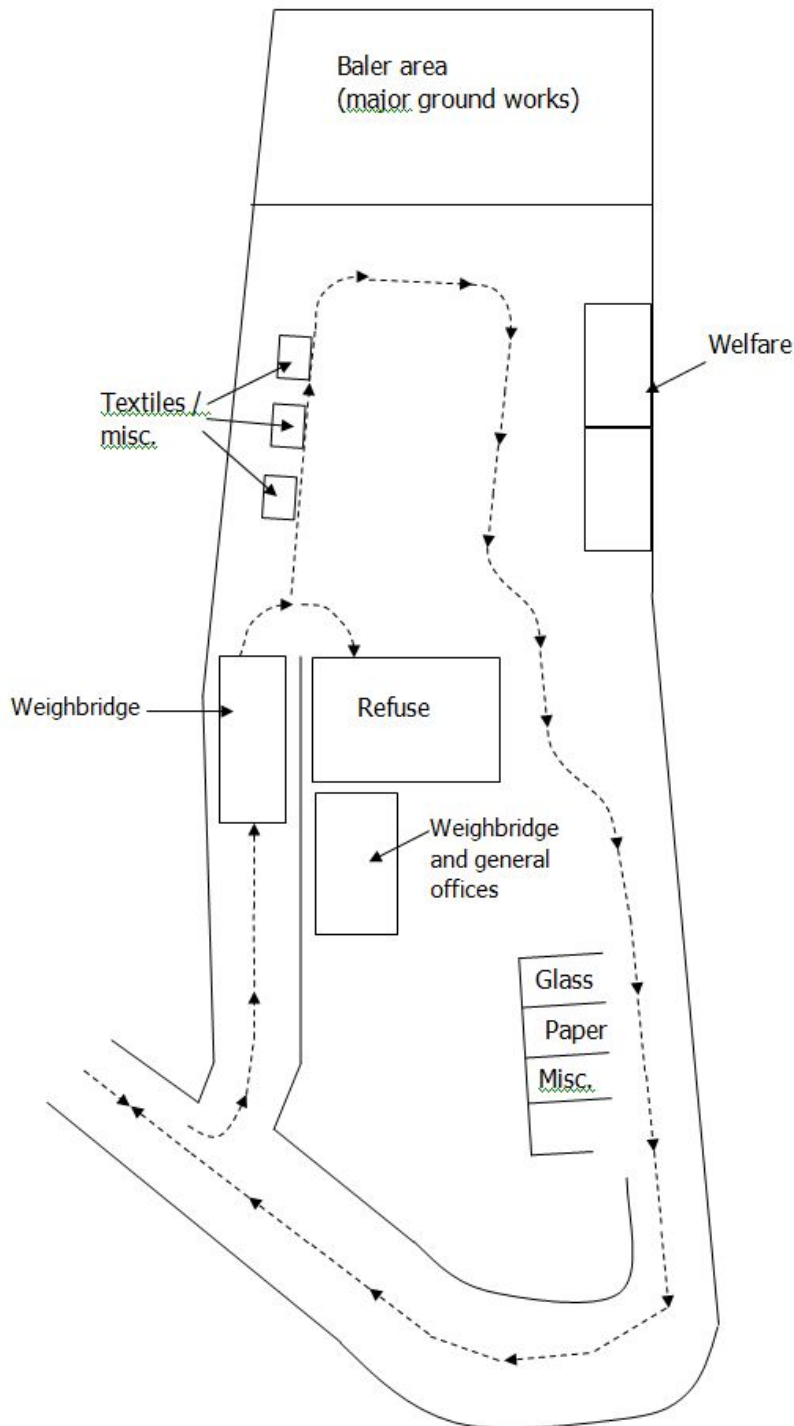 Baler area
(major ground works)
Welfare
Textiles /
misc.
Weighbridge
Refuse
Weighbridge
and general
offices
Glass
Paper
Misc.